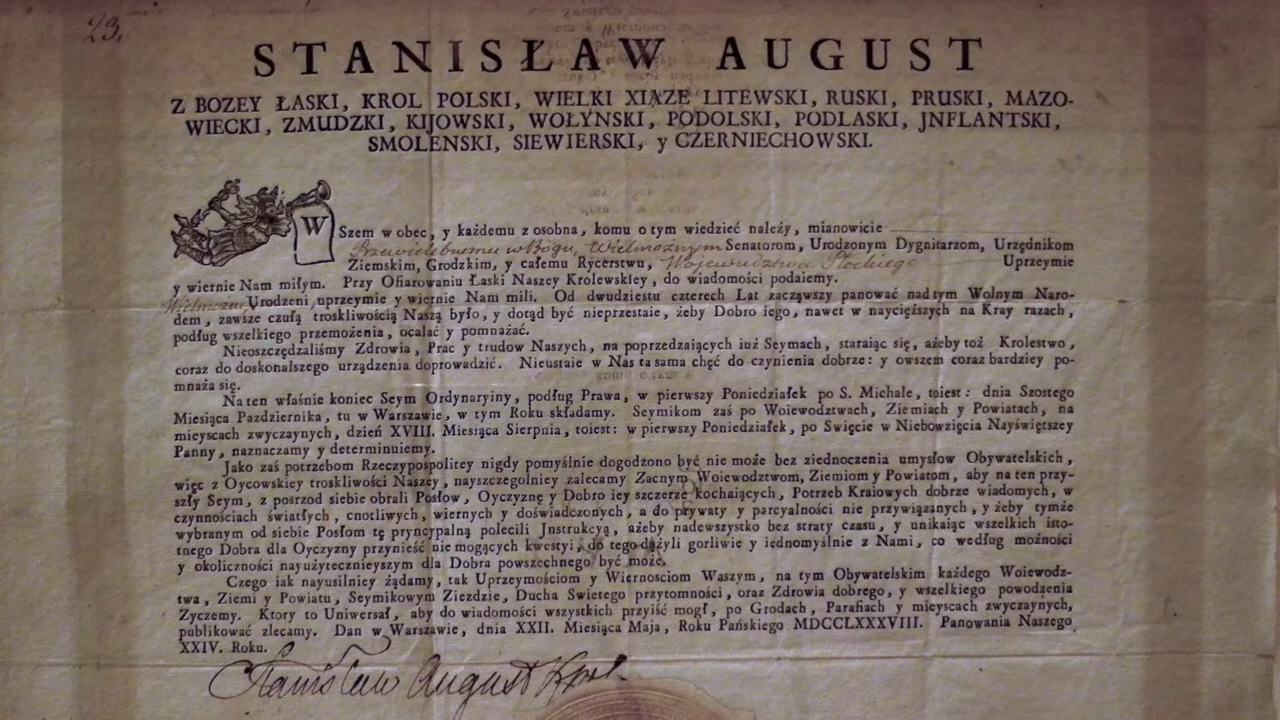 23.
STANISŁAW AUGUST
Z BOZEY ŁASKI, KROL POLSKI, WIELKI XIĄZE LITEWSKI, RUSKI, PRUSKI, MAZO-
WIECKI, ZMUDZKI, KIJOWSKI, WOŁYNSKI, PODOLSKI, PODLASKI, JNFLANTSKI,
SMOLENSKI, SIEWIERSKI, y CZERNIECHOWSKI.
WSzem w obec, y każdemu z osobna, komu o tym wiedzieć należy, mianowicie
Przewielebnemu w Bogu, Wielmożnym Senatorom, Urodzonym Dygnitarzom, Urzędnikom
Ziemskim, Grodzkim, y całemu Rycerstwu, Województwa Płockiego Uprzeymie
y wiernie Nam miłym. Przy Ofiarowaniu Łaski Naszey Krolewskley, do wiadomości podaiemy.
Wielmożni Urodzeni uprzeymie y wiernie Nam mili. Od dwudziestu czterech Lat zacząwszy panować nad tym Wolnym Naro-
dem, zawsze czułą troskliwością Naszą było, y dotąd być nieprzestaie, żeby Dobro iego, nawet w naycięższych na Kray razach,
podług wszelkiego przemożenia, ocalać y pomnażać.
Nieoszczędzaliśmy Zdrowia, Prac y trudow Naszych, na poprzedzaiących iuż Seymach, staraiąc się, ażeby toż Krolestwo,
coraz do doskonalszego urządzenia doprowadzić. Nieustaie w Nas ta sama chęć do czynienia dobrze: y owszem coraz bardziey po-
mnaża się.
Na ten właśnie koniec Seym Ordynaryiny, podług Prawa, w pierwszy Poniedziałek po S. Michale, toiest: dnia Szostego
Miesiąca Pazdziernika, tu w Warszawie, w tym Roku składamy. Seymikom zaś po Woiewodztwach, Ziemiach y Powiatach, na
mieyscach zwyczaynych, dzień XVIII. Miesiąca Sierpnia, toiest: w pierwszy Poniedziałek, po Swięcie w Niebowzięcia Nayświętszey
Panny, naznaczamy y determinuiemy.
Jako zaś potrzebom Rzeczypospolitey nigdy pomyślnie dogodzono być nie może bez ziednoczenia umysłow Obywatelskich,
więc z Oycowskicy troskliwości Naszey, nayszczegolnicy zalecamy Zacnym Woiewodztwom, Ziemiom y Powiatom, aby na ten przy-
szły Seym, z posrzod siebie obrali Posłow, Oyczyznę y Dobro iey szczerze kochaiących, Potrzeb Kraiowych dobrze wiadomych, w
czynnościach światłych, cnotliwych, wiernych y doświadczonych, a do prywaty y parcyalności nie przywiązanych, y żeby tymże
wybranym od siebie Posłom tę pryncypalną polecili Jnstrukcyą, ażeby nadewszystko bez straty czasu, y unikaiąc wszelkich isto-
tnego Dobra dla Oyczyzny przynieść nie mogących kwestyi, do tego dążyli gorliwie y iednomyślnie z Nami, co według możności
y okoliczności nayużytecznieyszym dla Dobra powszechnego być może.
Czego iak nayusilnicy żądamy, tak Uprzeymościom y Wiernosciom Waszym, na tym Obywatelskim każdego Woiewodz-
twa, Ziemi y Powiatu, Seymikowym Ziezdzie, Ducha Swietego przytomności, oraz Zdrowia dobrego, y wszelkiego powodzenia
Zyczemy. Ktory to Uniwersał, aby do wiadomości wszystkich przyiść mogł, po Grodach, Parafiach y mieyscach zwyczaynych,
publikować zlecamy. Dan w Warszawie, dnia XXII. Miesiąca Maja, Roku Pańskiego MDCCLXXXVIII. Panowania Naszego
XXIV. Roku.
Stanisław August Krol